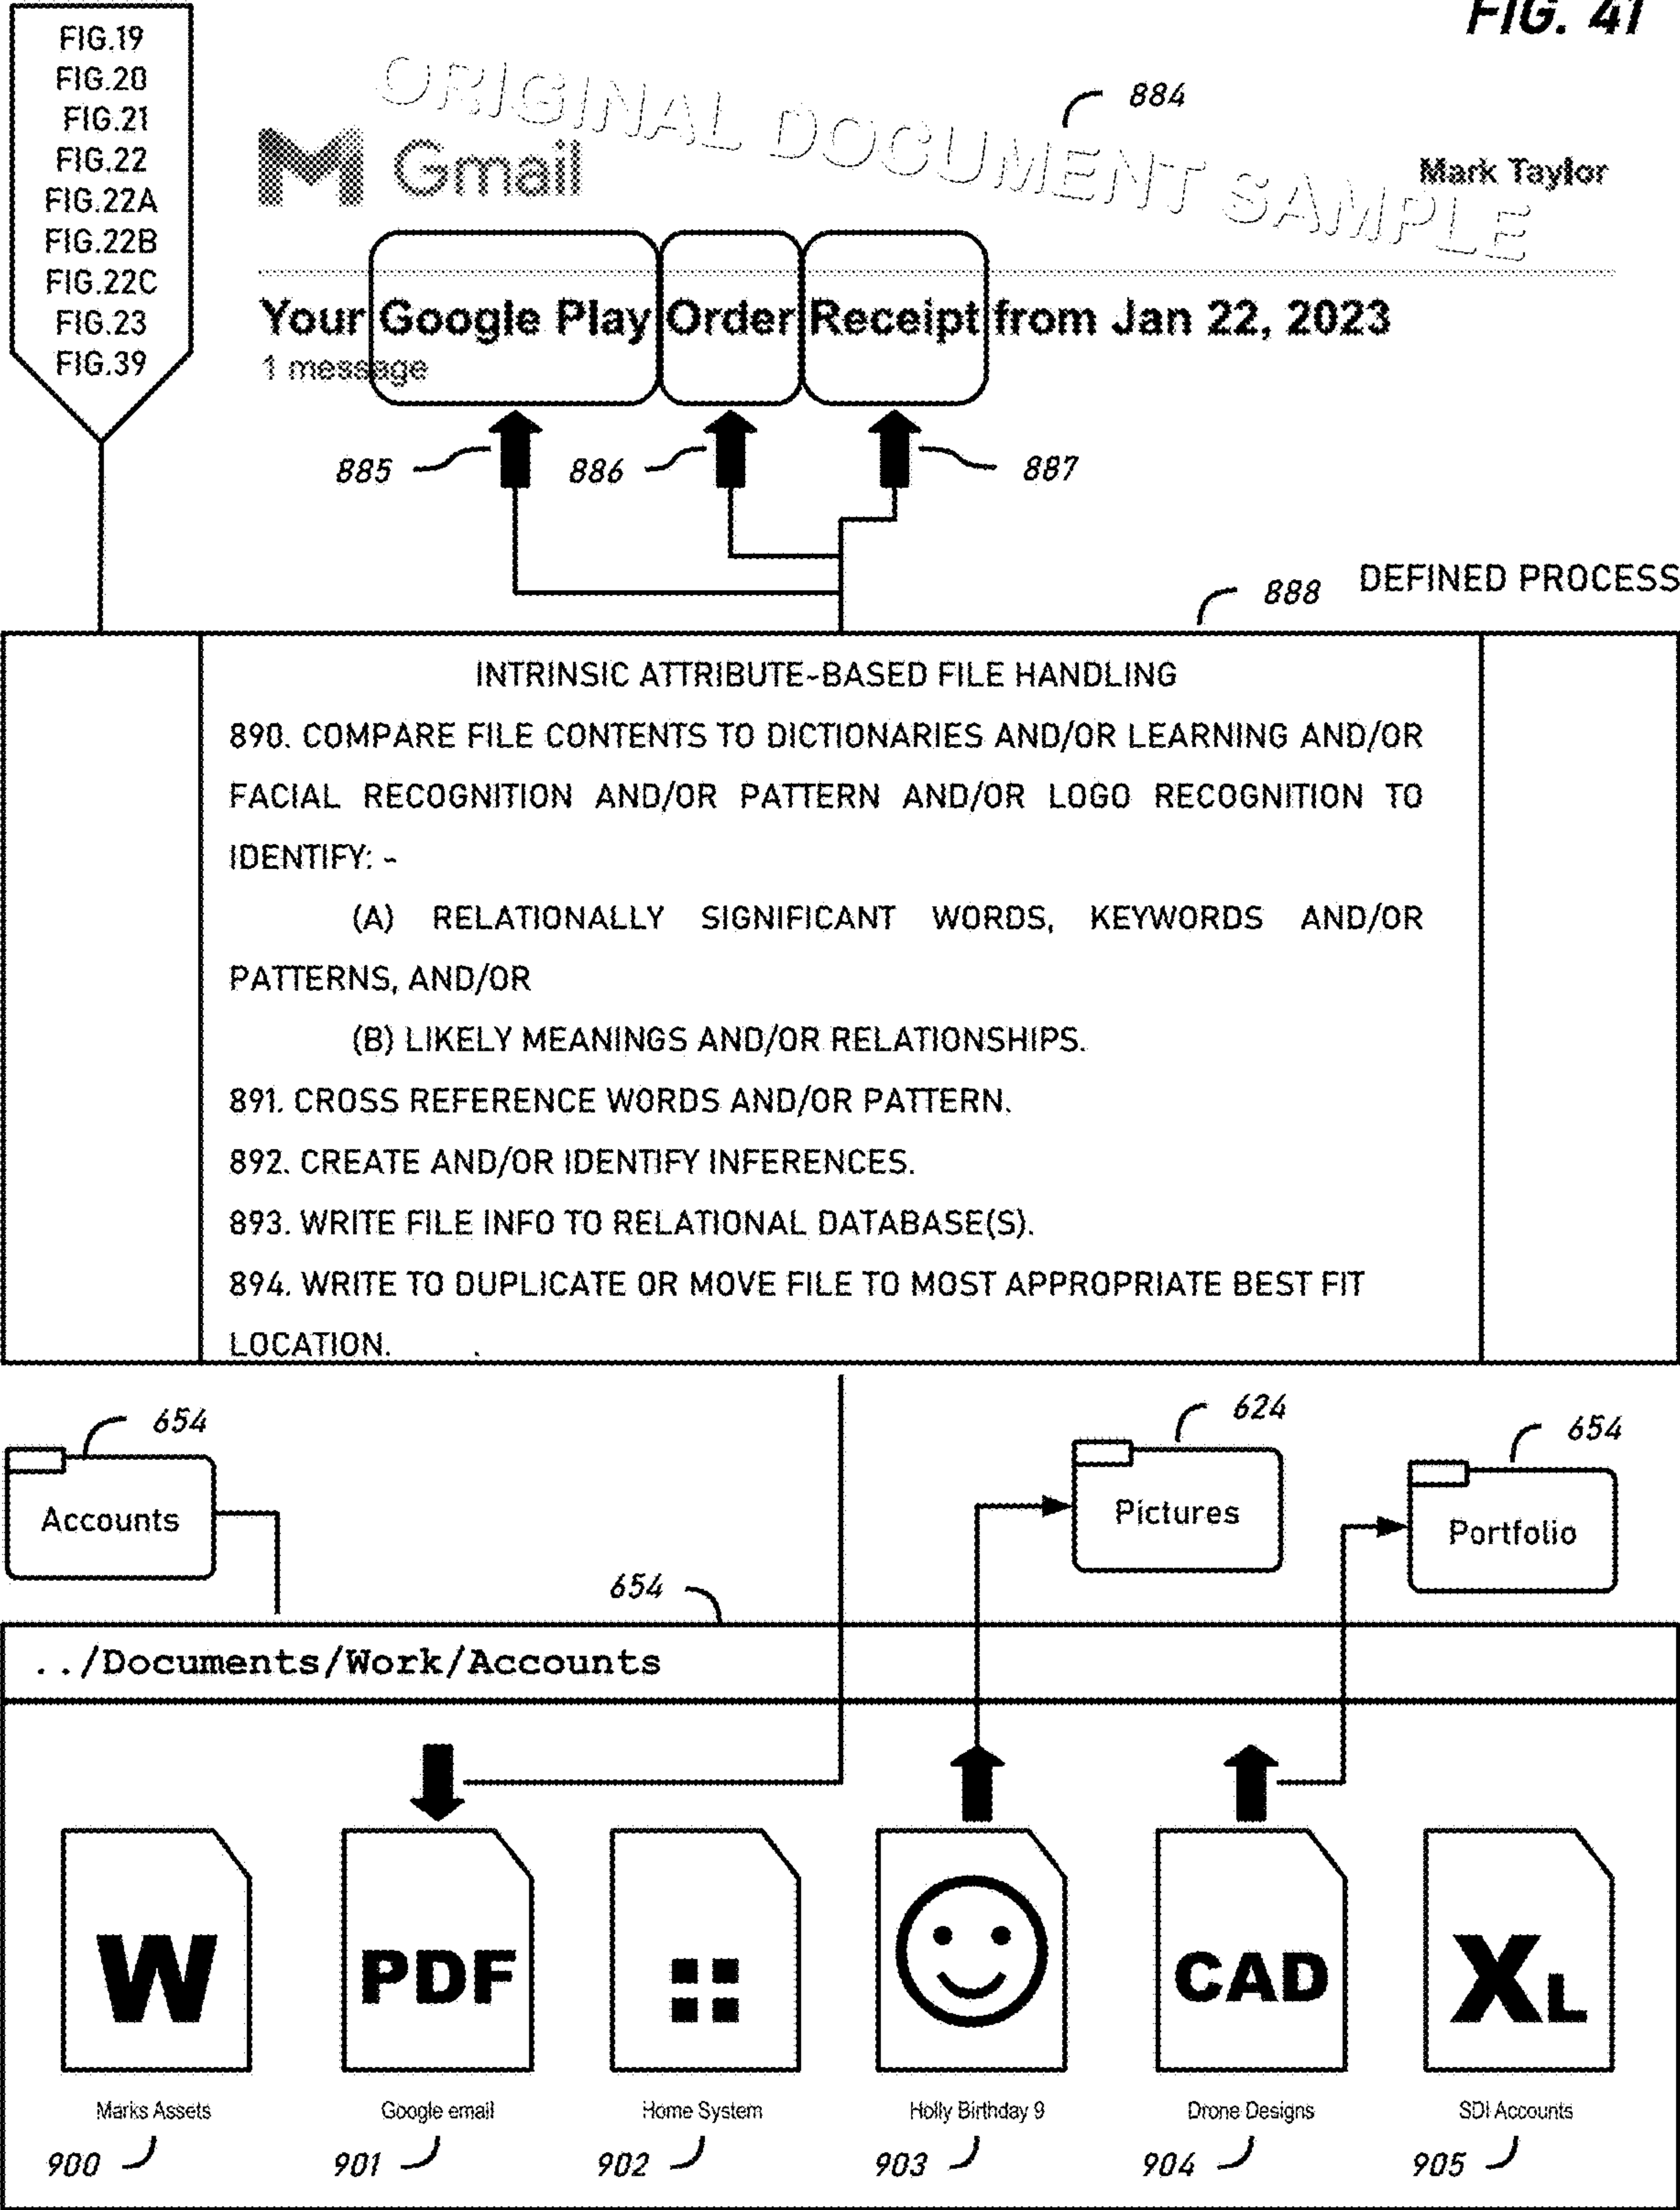 FIG. 41
FIG.19
FIG.20
FIG.21
FIG.22
FIG.22A
FIG.22B
FIG.22C
FIG.23
FIG.39
ORIGINAL DOCUMENT SAMPLE
884
M Gmail
Mark Taylor
Your Google Play Order Receipt from Jan 22, 2023
1 message
885 886 887
888 DEFINED PROCESS
INTRINSIC ATTRIBUTE-BASED FILE HANDLING
890. COMPARE FILE CONTENTS TO DICTIONARIES AND/OR LEARNING AND/OR
FACIAL RECOGNITION AND/OR PATTERN AND/OR LOGO RECOGNITION TO
IDENTIFY: -
(A) RELATIONALLY SIGNIFICANT WORDS, KEYWORDS AND/OR
PATTERNS, AND/OR
(B) LIKELY MEANINGS AND/OR RELATIONSHIPS.
891. CROSS REFERENCE WORDS AND/OR PATTERN.
892. CREATE AND/OR IDENTIFY INFERENCES.
893. WRITE FILE INFO TO RELATIONAL DATABASE(S).
894. WRITE TO DUPLICATE OR MOVE FILE TO MOST APPROPRIATE BEST FIT
LOCATION.
654 624 654
Accounts Pictures Portfolio
654
../Documents/Work/Accounts
W PDF CAD XL
Marks Assets Google email Home System Holly Birthday 9 Drone Designs SDI Accounts
900 901 902 903 904 905